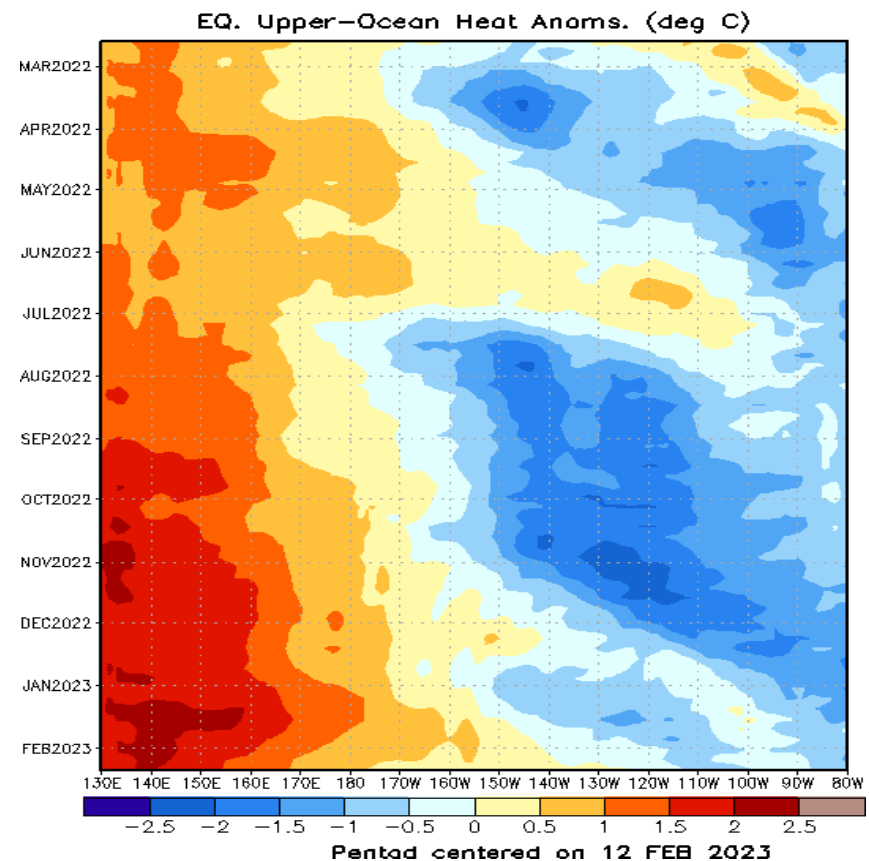 EQ. Upper-Ocean Heat Anoms. (deg C)
MAR2022
APR2022
MAY2022
JUN2022
JUL2022
AUG2022
SEP2022
OCT2022
NOV2022
DEC2022
JAN2023
FEB2023
130E 140E 150E 160E 170E 180 170W 160W 150W 140W 130W 120W 110W 100W 90W 80W
-2.5 -2 -1.5 -1 -0.5 0 0.5 1 1.5 2 2.5
Pentad centered on 12 FEB 2023